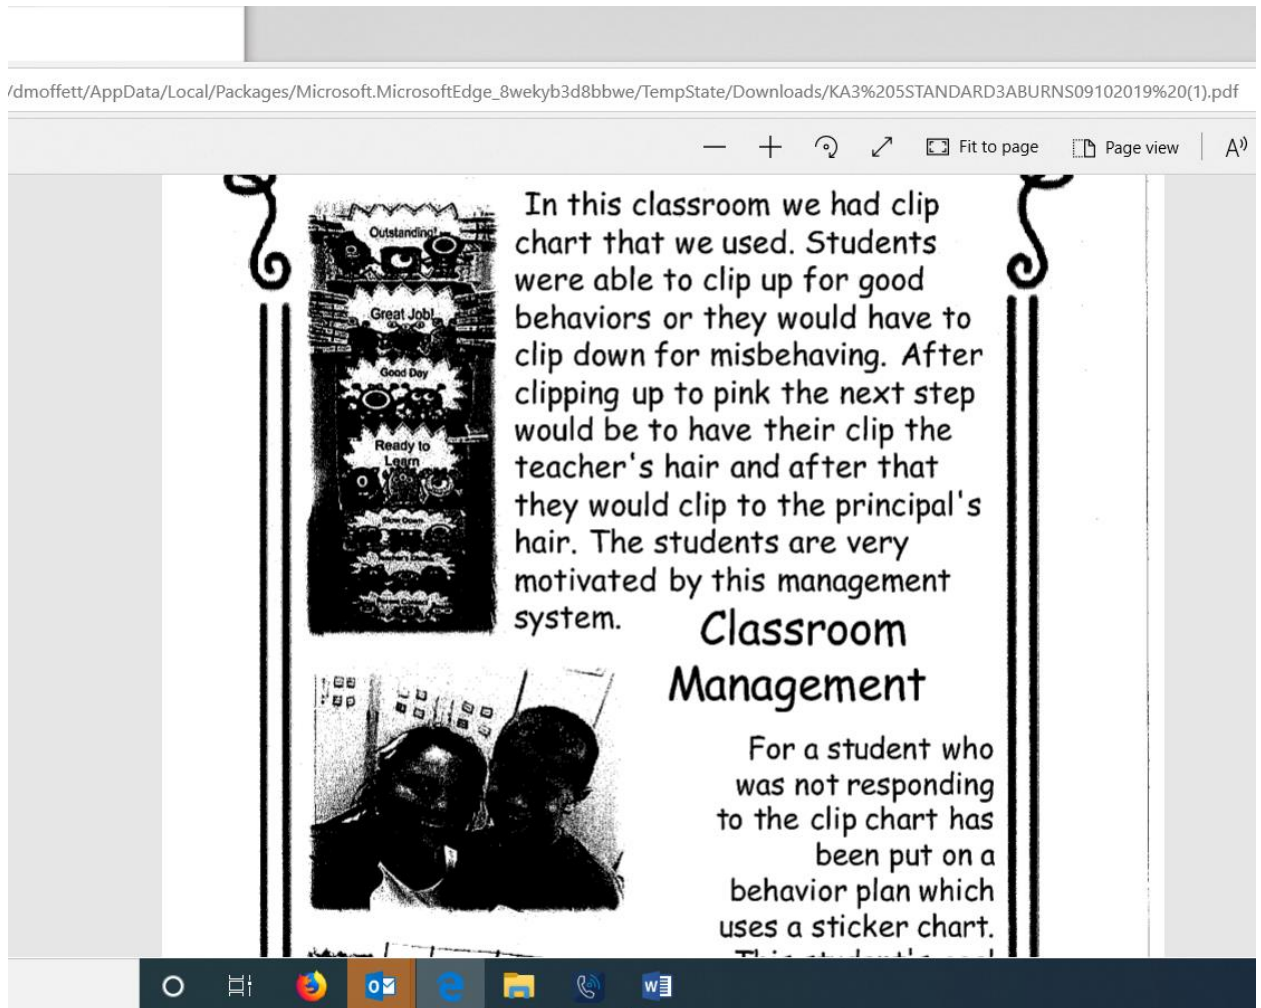 /dmoffett/AppData/Local/Packages/Microsoft.MicrosoftEdge_8wekyb3d8bbwe/TempState/Downloads/KA3%205STANDARD3ABURNS09102019%20(1).pdf
Fit to page
Page view
In this classroom we had clip
chart that we used. Students
were able to clip up for good
behaviors or they would have to
clip down for misbehaving. After
clipping up to pink the next step
would be to have their clip the
teacher's hair and after that
they would clip to the principal's
hair. The students are very
motivated by this management
system.
Outstanding!
Great Job!
Good Day
Ready to
Learn
Slow Down
Classroom
Management
For a student who
was not responding
to the clip chart has
been put on a
behavior plan which
uses a sticker chart.